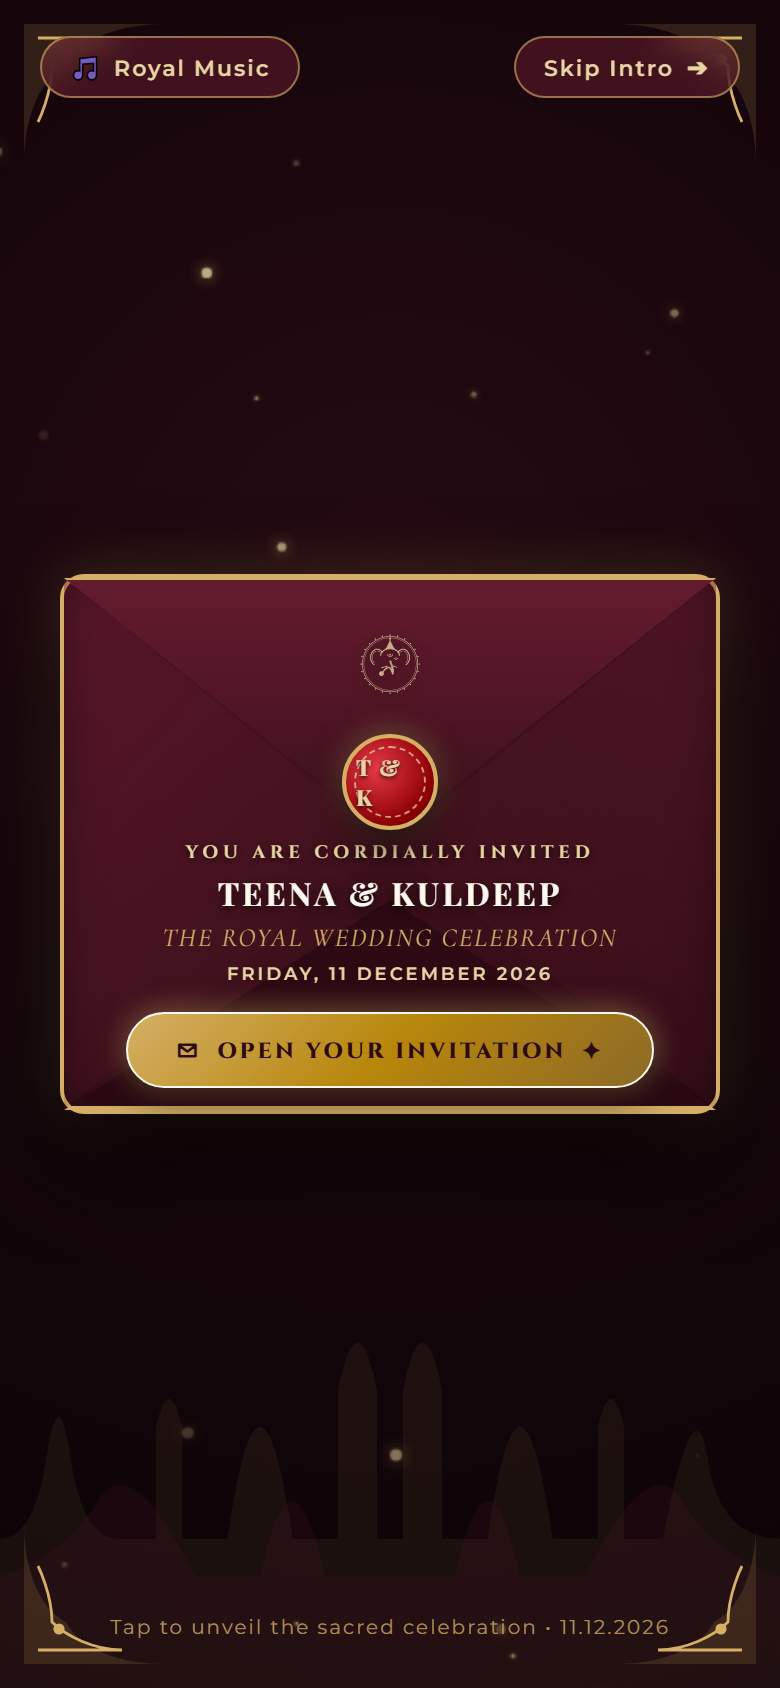 Royal Music
Skip Intro ➔
T &
K
YOU ARE CORDIALLY INVITED
TEENA & KULDEEP
THE ROYAL WEDDING CELEBRATION
FRIDAY, 11 DECEMBER 2026
OPEN YOUR INVITATION ✦
Tap to unveil the sacred celebration • 11.12.2026